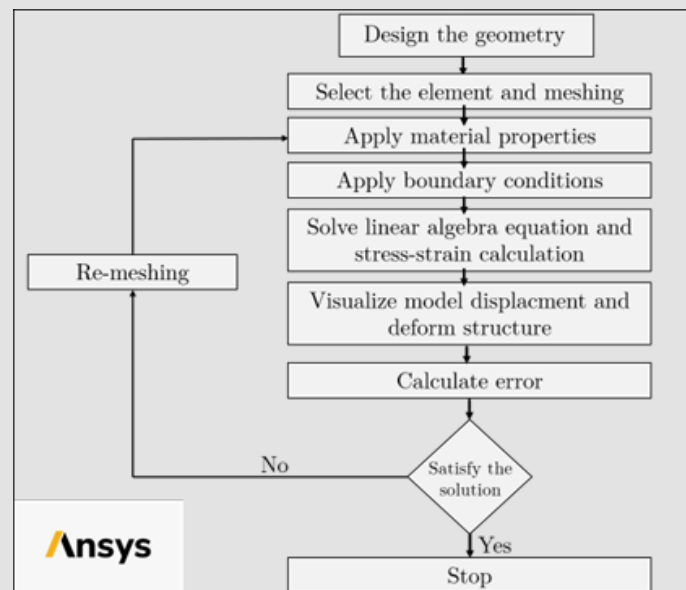 Design the geometry
Select the element and meshing
Apply material properties
Apply boundary conditions
Solve linear algebra equation and
stress-strain calculation
Re-meshing
Visualize model displacment and
deform structure
Calculate error
No
Satisfy the
solution
Yes
Stop
Ansys